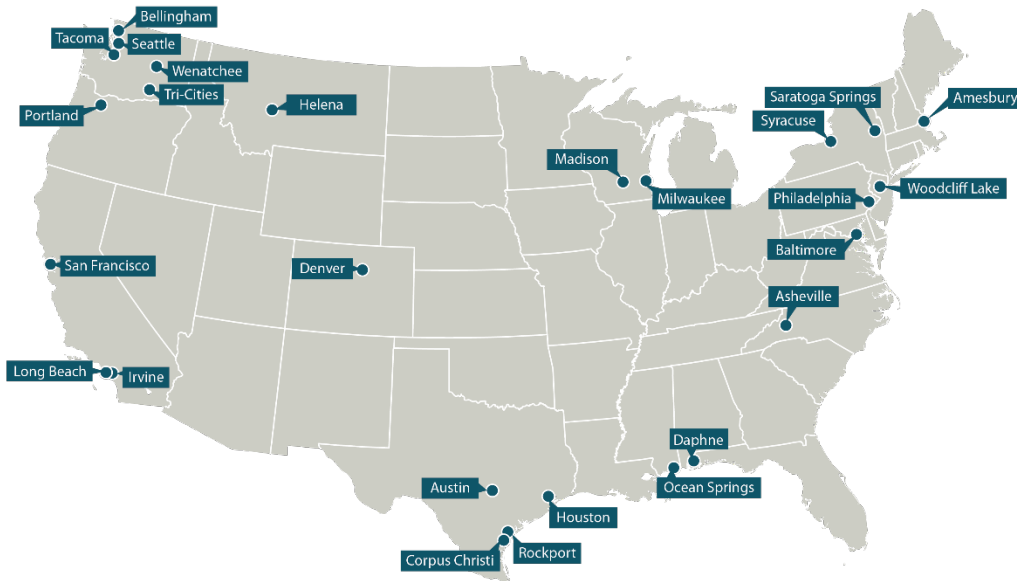 Bellingham
Tacoma
Seattle
Wenatchee
Tri-Cities
Portland
Helena
Saratoga Springs
Amesbury
Syracuse
Madison
Milwaukee
Woodcliff Lake
Philadelphia
Baltimore
San Francisco
Denver
Asheville
Long Beach
Irvine
Daphne
Ocean Springs
Austin
Houston
Rockport
Corpus Christi